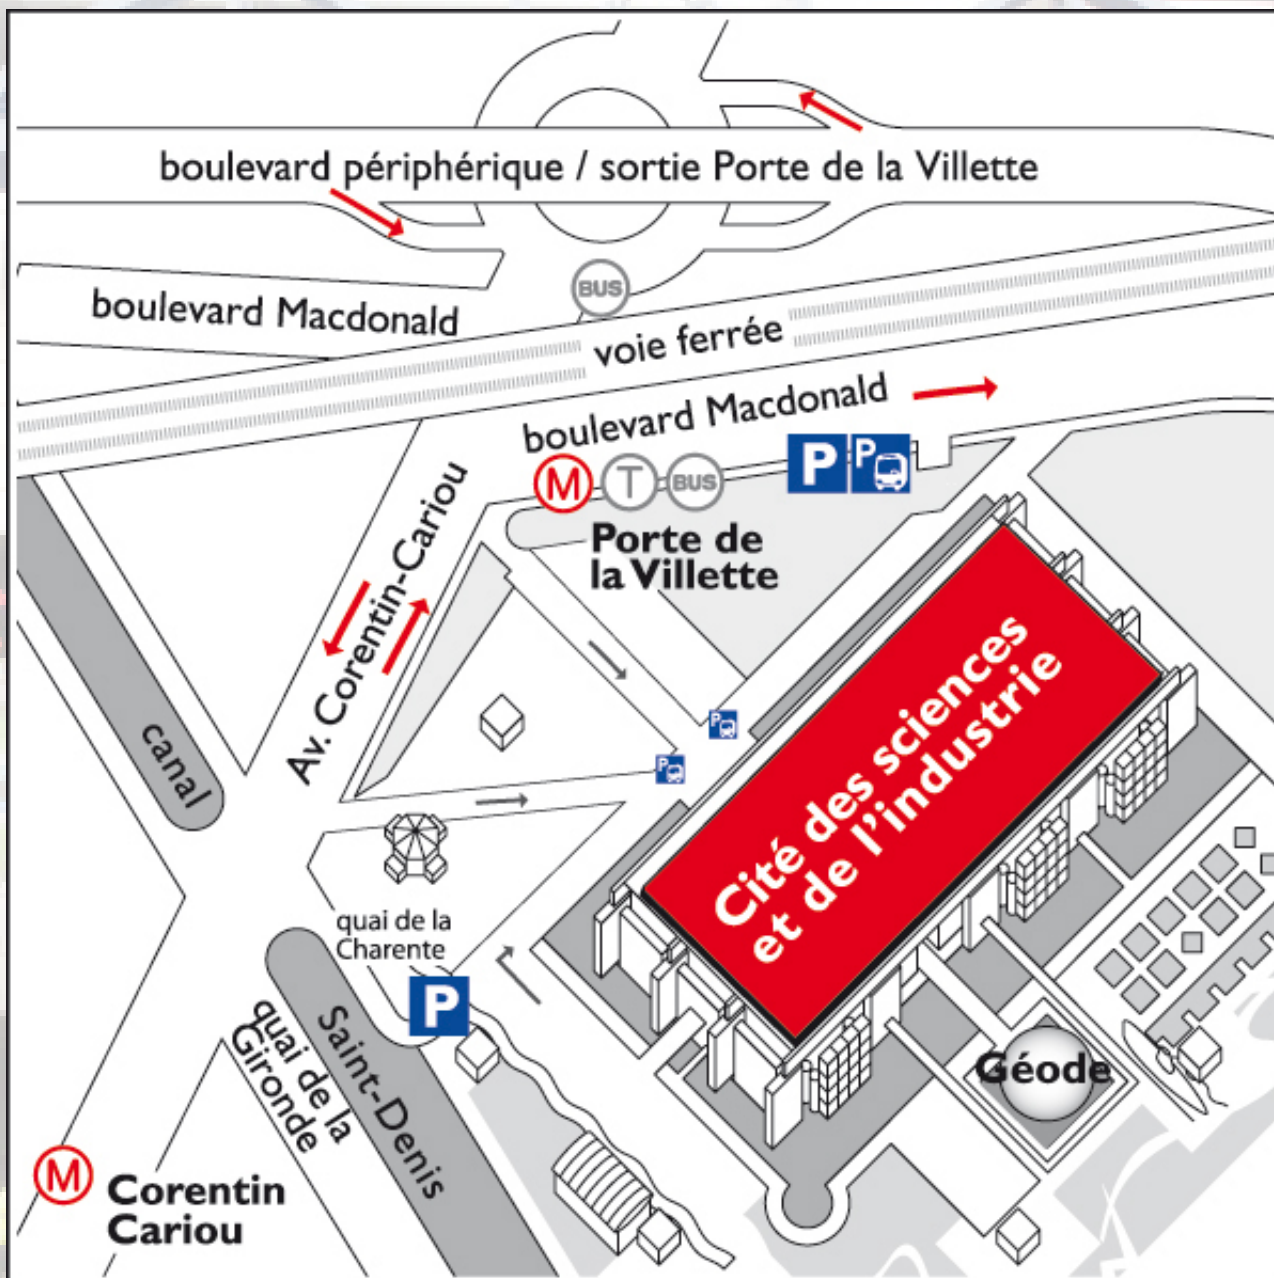 boulevard périphérique / sortie Porte de la Villette
BUS
boulevard Macdonald
voie ferrée
boulevard Macdonald
M
T
BUS
P
P
Porte de
la Villette
Av. Corentin-Cariou
canal
P
P
Cité des sciences
et de l'industrie
quai de la
Charente
P
quai de la
Gironde
Saint-Denis
Géode
M
Corentin
Cariou